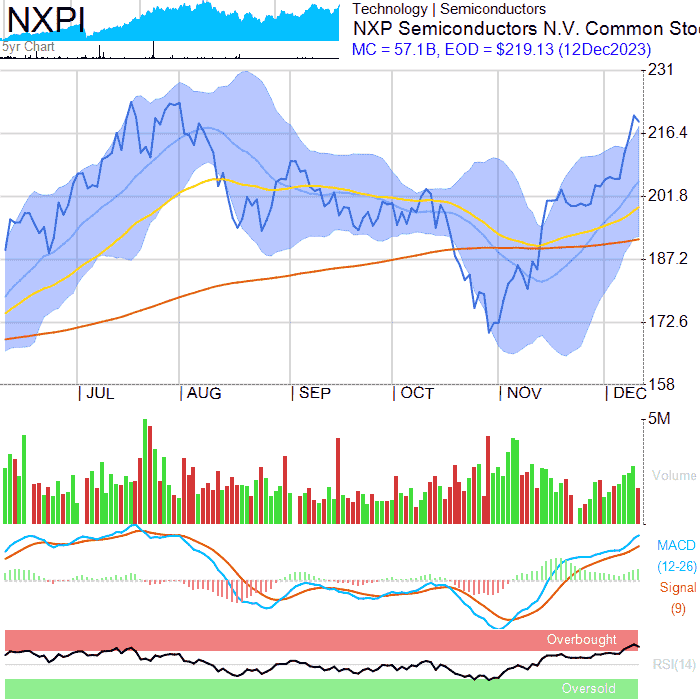 NXPI
5yr Chart
Technology | Semiconductors
NXP Semiconductors N.V. Common Sto
MC = 57.1B, EOD = $219.13 (12Dec2023)
231
216.4
201.8
187.2
172.6
158
| JUL | AUG | SEP | OCT | NOV | DEC
5M
Volume
MACD
(12-26)
Signal
(9)
Overbought
RSI(14)
Oversold